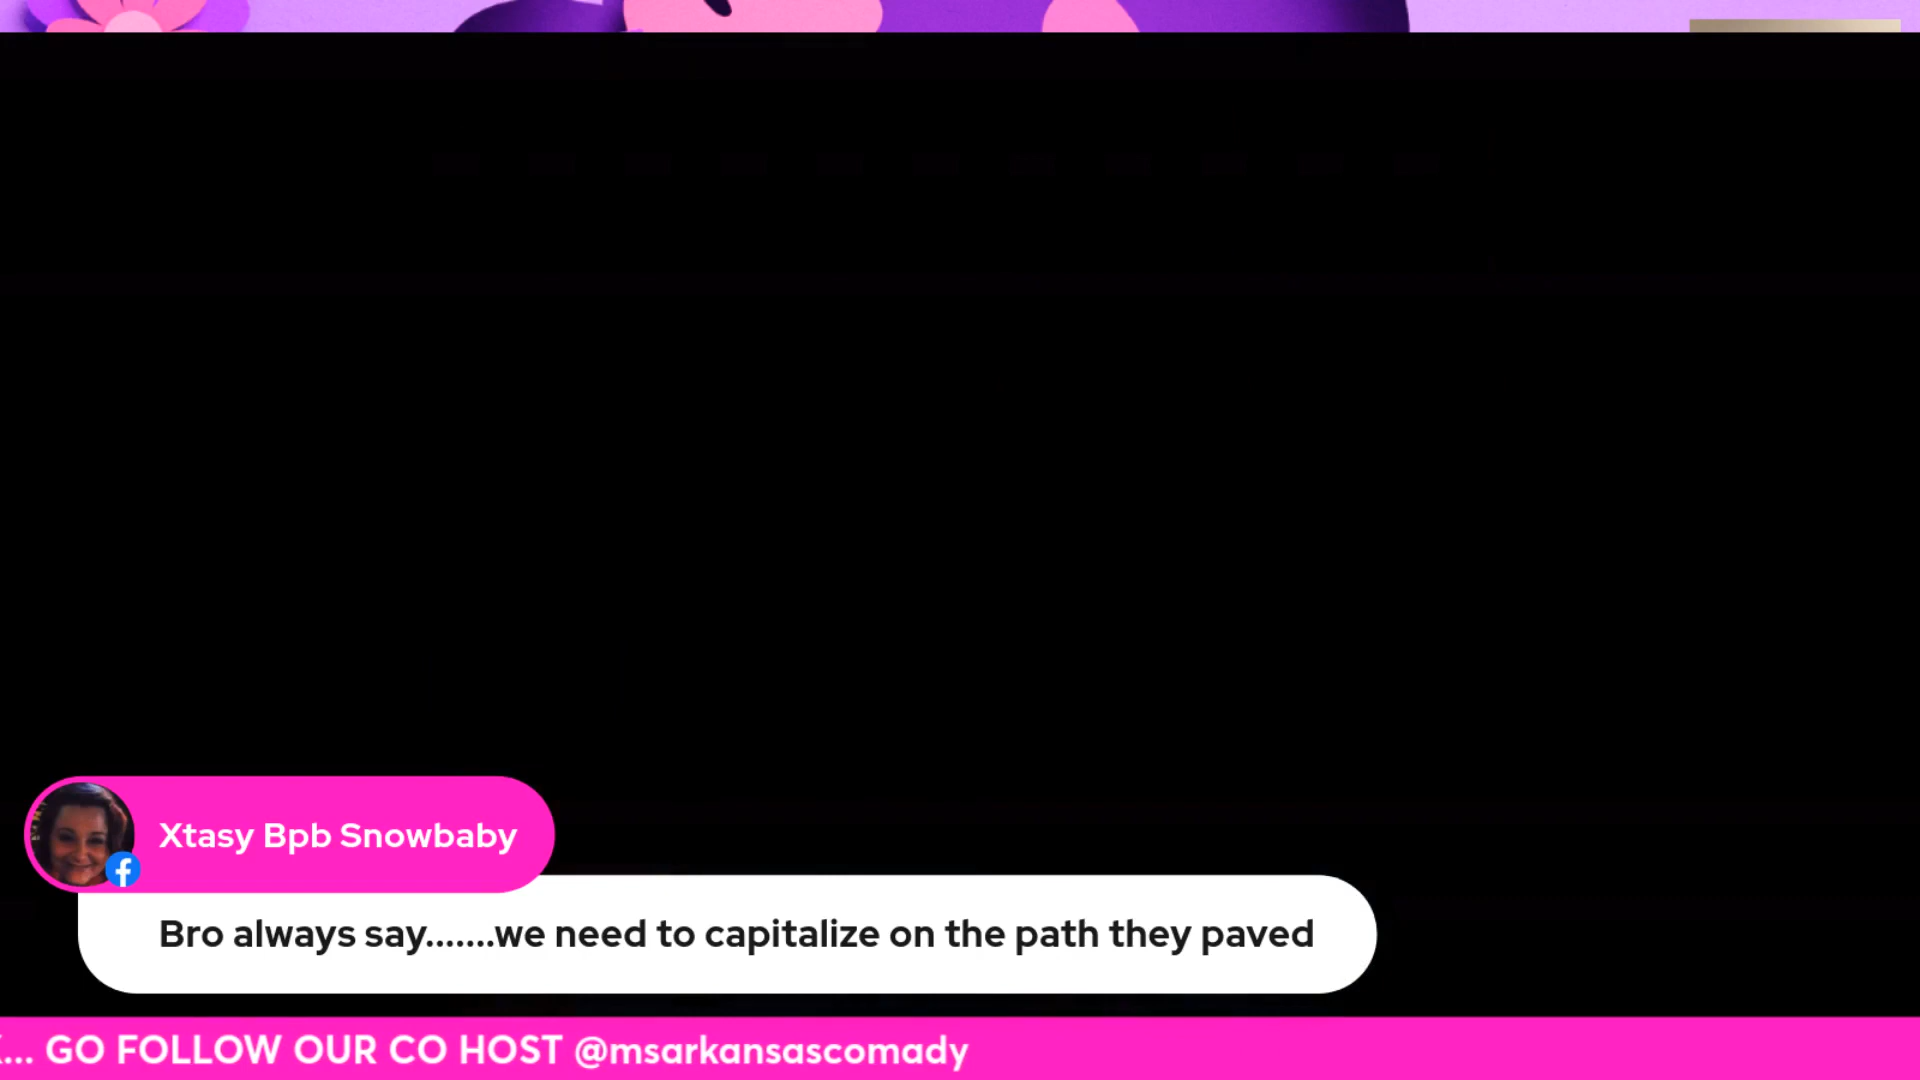 Xtasy Bpb Snowbaby
Bro always say.......we need to capitalize on the path they paved
... GO FOLLOW OUR CO HOST @msarkansascomady